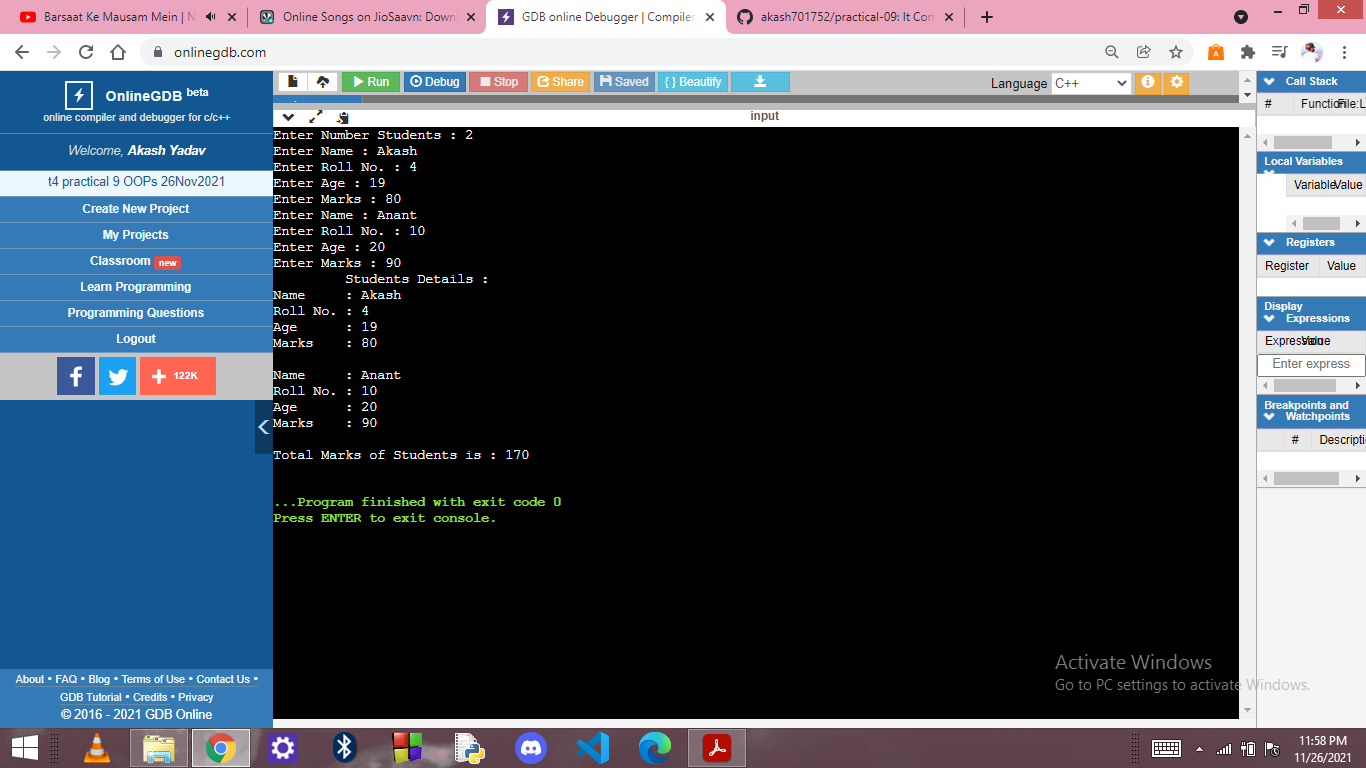 Barsaat Ke Mausam Mein | N
Online Songs on JioSaavn: Downl
GDB online Debugger | Compiler
akash701752/practical-09: It Con
onlinegdb.com
OnlineGDB beta
online compiler and debugger for c/c++
Welcome, Akash Yadav
t4 practical 9 OOPs 26Nov2021
Create New Project
My Projects
Classroom new
Learn Programming
Programming Questions
Logout
122K
About • FAQ • Blog • Terms of Use • Contact Us •
GDB Tutorial • Credits • Privacy
© 2016 - 2021 GDB Online
Run Debug Stop Share Saved { } Beautify
Language C++
input
Enter Number Students : 2
Enter Name : Akash
Enter Roll No. : 4
Enter Age : 19
Enter Marks : 80
Enter Name : Anant
Enter Roll No. : 10
Enter Age : 20
Enter Marks : 90
Students Details :
Name : Akash
Roll No. : 4
Age : 19
Marks : 80
Name : Anant
Roll No. : 10
Age : 20
Marks : 90
Total Marks of Students is : 170
...Program finished with exit code 0
Press ENTER to exit console.
Call Stack
# Function File:L
Local Variables
Variable Value
Registers
Register Value
Display
Expressions
Expression Value
Enter express
Breakpoints and
Watchpoints
# Descripti
Activate Windows
Go to PC settings to activate Windows.
11:58 PM
11/26/2021